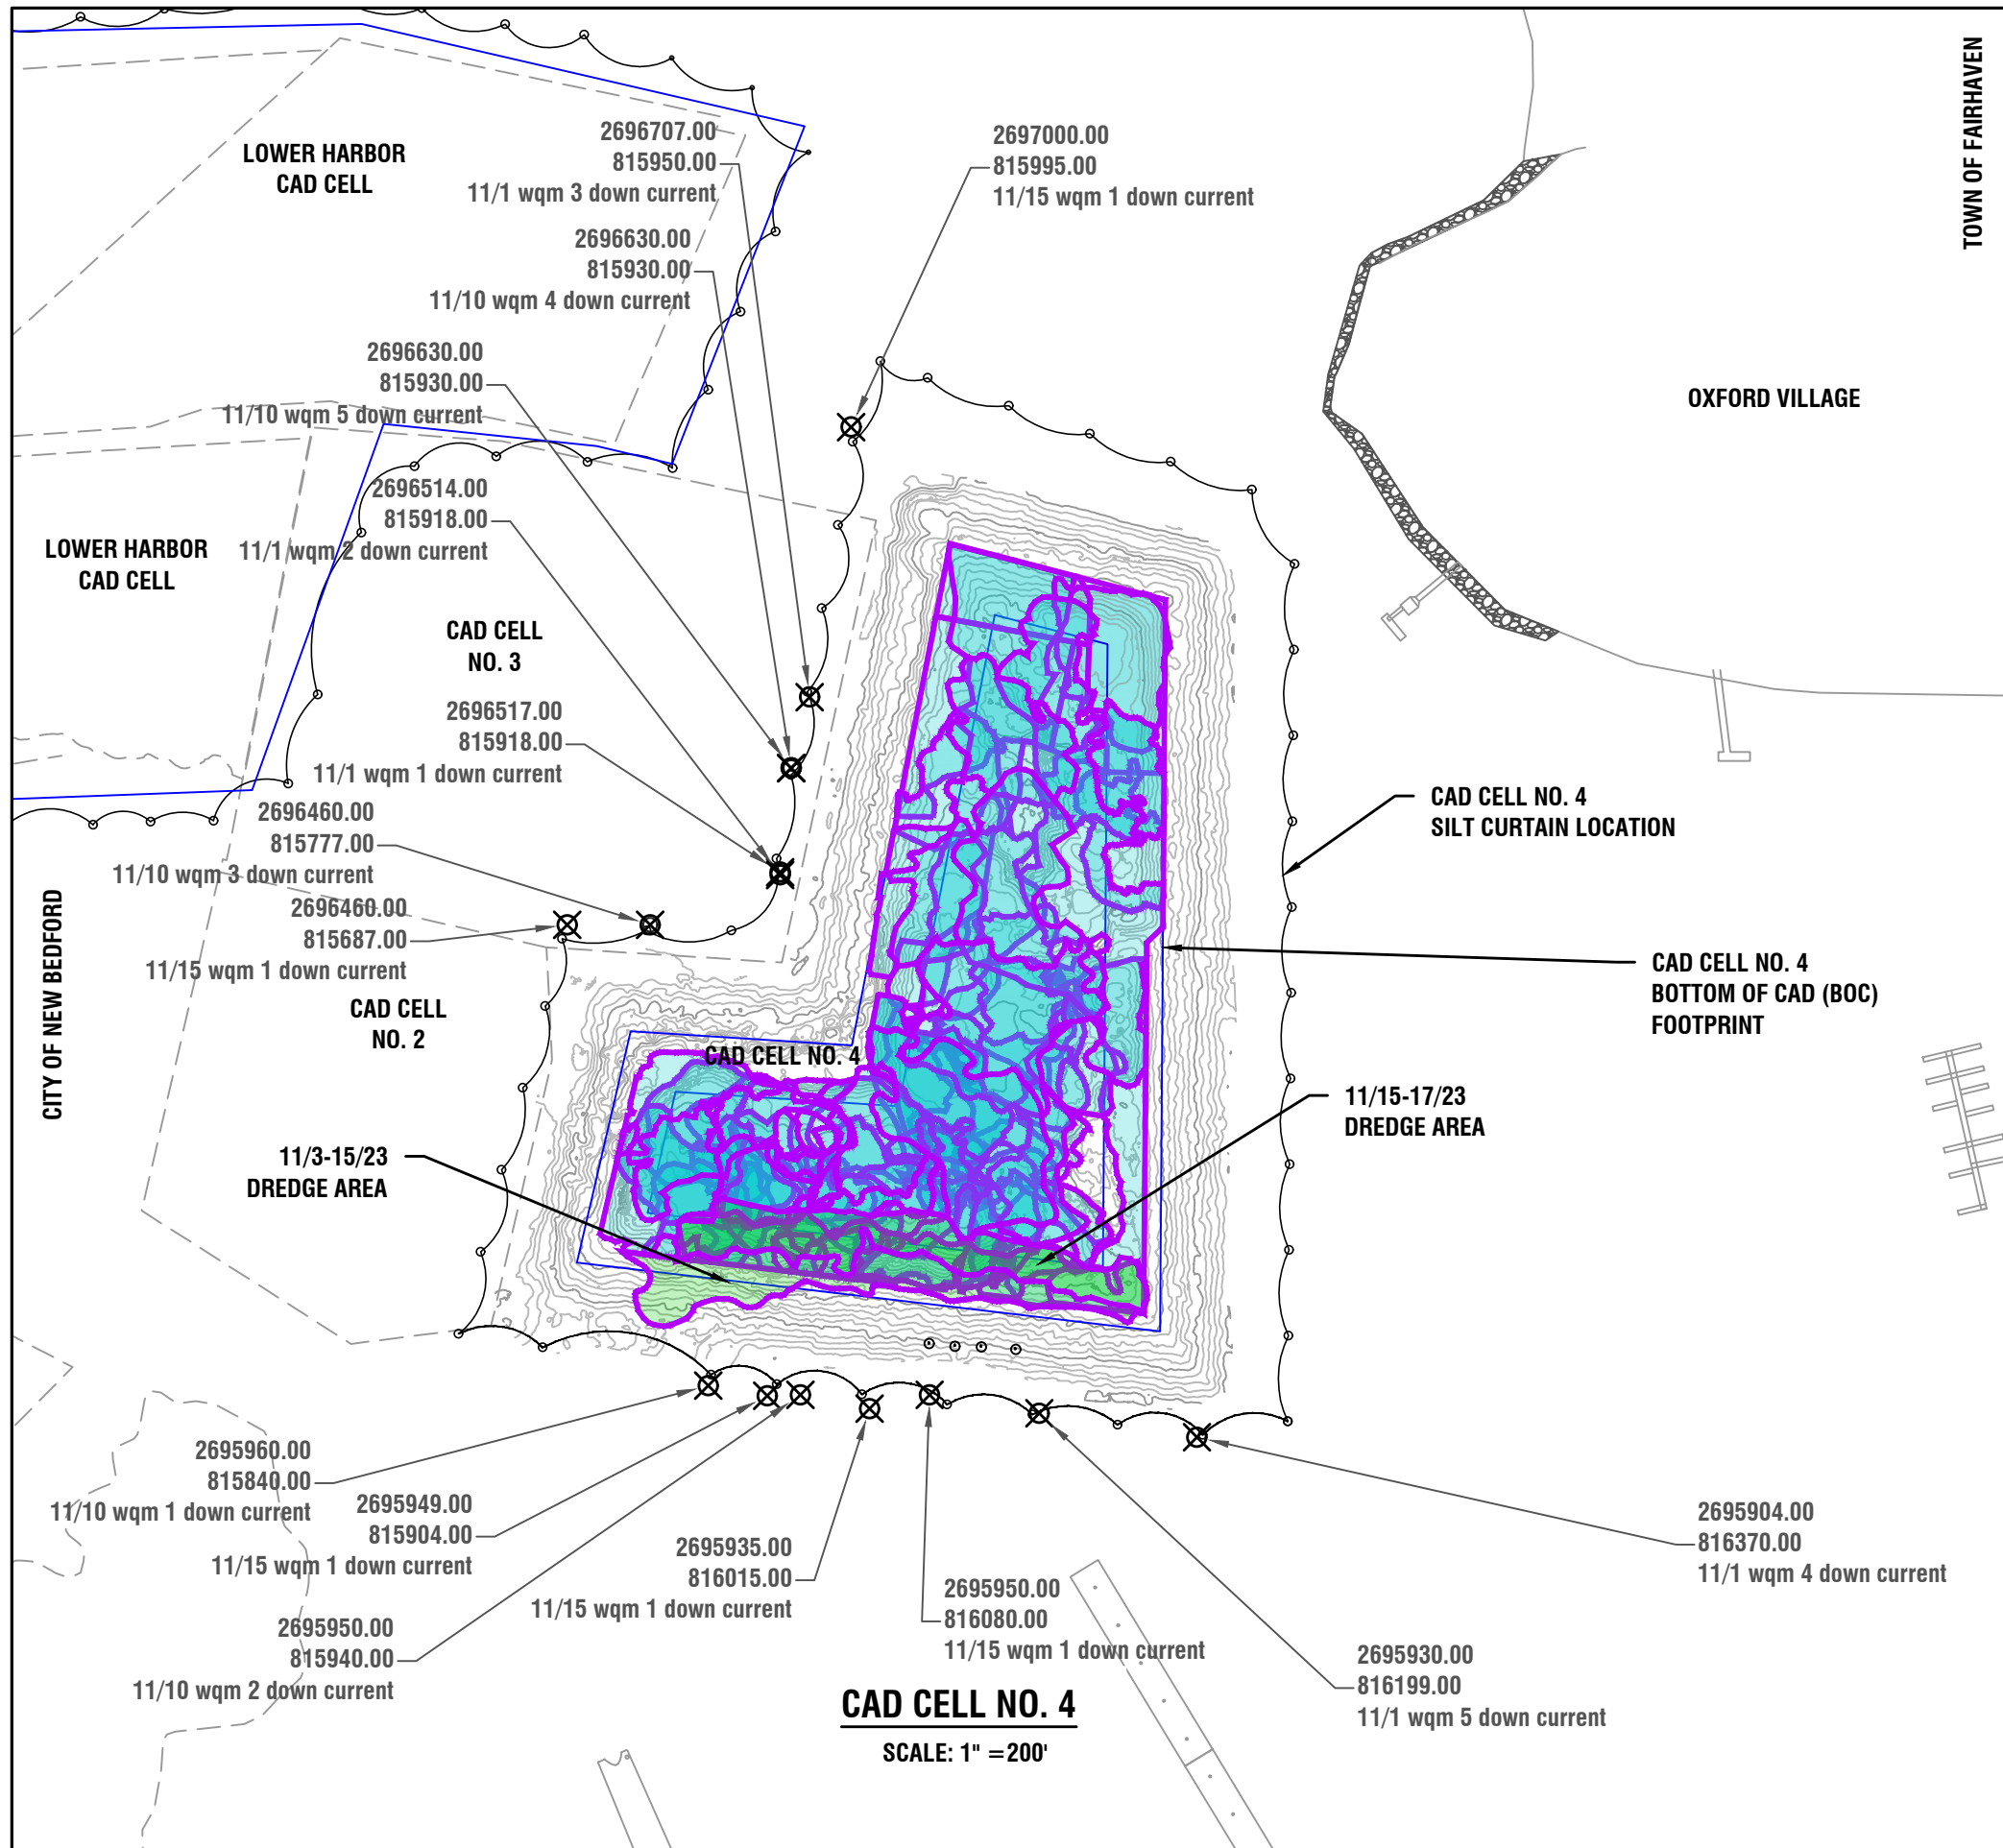 TOWN OF FAIRHAVEN
LOWER HARBOR
CAD CELL
2696707.00
815950.00
11/1 wqm 3 down current
2697000.00
815995.00
11/15 wqm 1 down current
2696630.00
815930.00
11/10 wqm 4 down current
2696630.00
815930.00
11/10 wqm 5 down current
OXFORD VILLAGE
2696514.00
815918.00
11/1 wqm 2 down current
LOWER HARBOR
CAD CELL
CAD CELL
NO. 3
2696517.00
815918.00
11/1 wqm 1 down current
CAD CELL NO. 4
SILT CURTAIN LOCATION
2696460.00
815777.00
11/10 wqm 3 down current
2696460.00
815687.00
11/15 wqm 1 down current
CITY OF NEW BEDFORD
CAD CELL NO. 4
BOTTOM OF CAD (BOC)
FOOTPRINT
CAD CELL
NO. 2
CAD CELL NO. 4
11/15-17/23
DREDGE AREA
11/3-15/23
DREDGE AREA
2695960.00
815840.00
11/10 wqm 1 down current
2695949.00
815904.00
11/15 wqm 1 down current
2695935.00
816015.00
11/15 wqm 1 down current
2695950.00
816080.00
11/15 wqm 1 down current
2695904.00
816370.00
11/1 wqm 4 down current
2695950.00
815940.00
11/10 wqm 2 down current
2695930.00
816199.00
11/1 wqm 5 down current
CAD CELL NO. 4
SCALE: 1" =200'